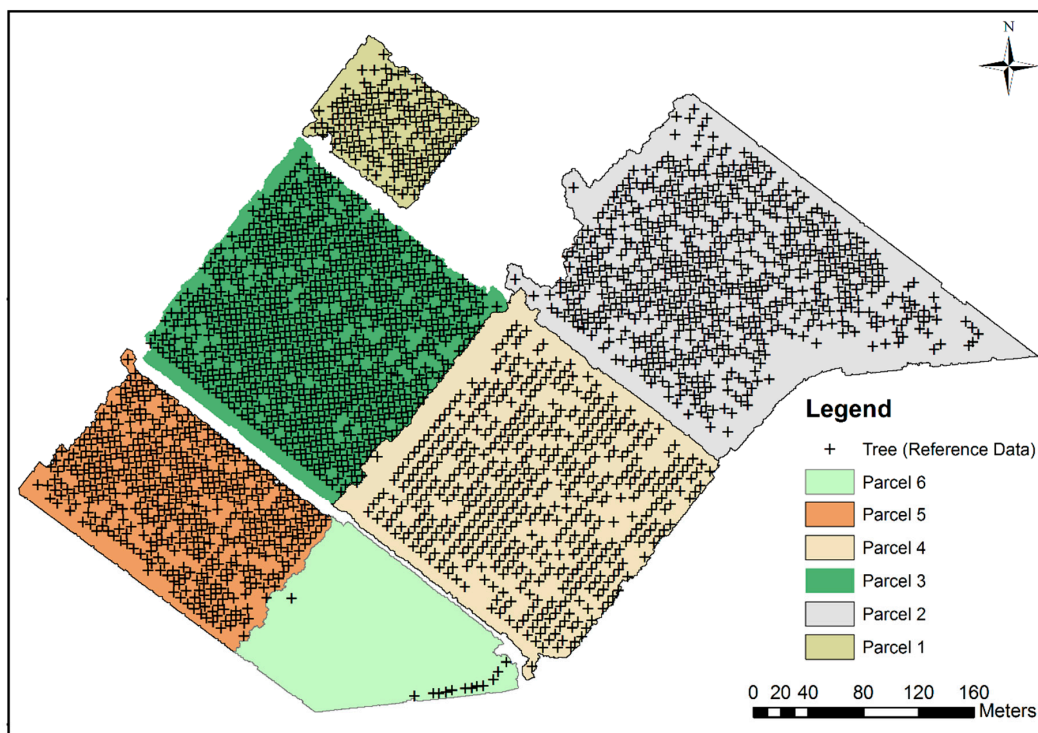 N
Legend
Tree (Reference Data)
Parcel 6
Parcel 5
Parcel 4
Parcel 3
Parcel 2
Parcel 1
0 20 40 80 120 160
Meters